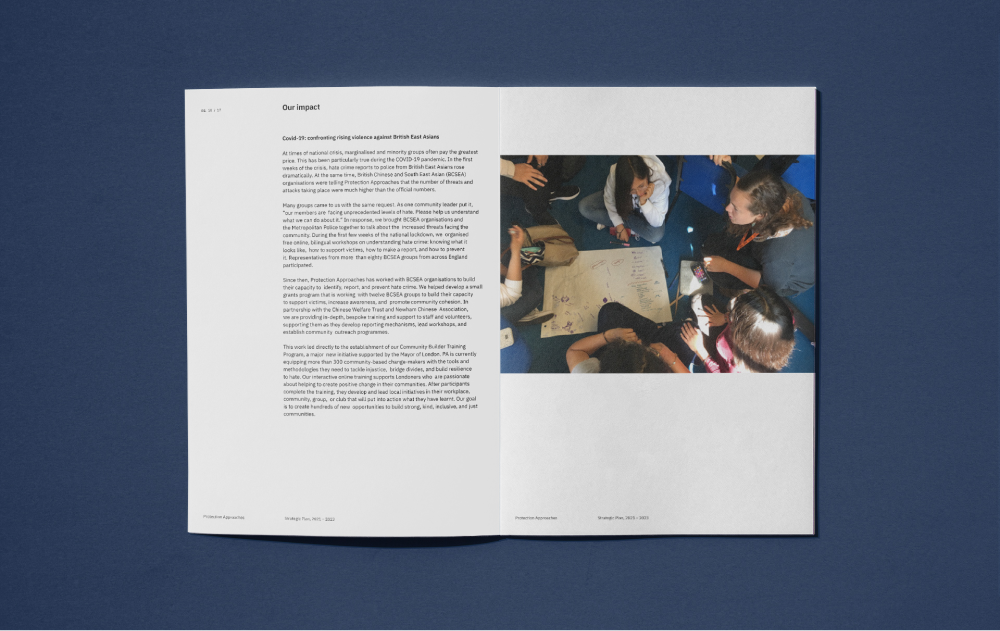 Our impact
Covid-19: confronting rising violence against British East Asians
At times of national crisis, marginalised and minority groups often pay the greatest
price. This has been particularly true during the COVID-19 pandemic. In the first
weeks of the crisis, hate crime reports to police from British East Asians rose
dramatically. At the same time, British Chinese and South East Asian (BCSEA)
organisations were telling Protection Approaches that the number of threats and
attacks taking place were much higher than the official numbers.
Many groups came to us with the same request. As one community leader put it,
"our members are facing unprecedented levels of hate. Please help us understand
what we can do about it." In response, we brought BCSEA organisations and
the Metropolitan Police together to talk about the increased threats facing the
community. During the first few weeks of the national lockdown, we organised
free online, bilingual workshops on understanding hate crime: knowing what it
looks like, how to support victims, how to make a report, and how to prevent
it. Representatives from more than eighty BCSEA groups from across England
participated.
Since then, Protection Approaches has worked with BCSEA organisations to build
their capacity to identify, report, and prevent hate crime. We helped develop a small
grants program that is working with twelve BCSEA groups to build their capacity
to support victims, increase awareness, and promote community cohesion. In
partnership with the Chinese Welfare Trust and Newham Chinese Association,
we are providing in-depth, bespoke training and support to staff and volunteers,
supporting them as they develop reporting mechanisms, lead workshops, and
establish community outreach programmes.
This work led directly to the establishment of our Community Builder Training
Program, a major new initiative supported by the Mayor of London. PA is currently
equipping more than 300 community-based change-makers with the tools and
methodologies they need to tackle injustice, bridge divides, and build resilience
to hate. Our interactive online training supports Londoners who are passionate
about helping to create positive change in their communities. After participants
complete the training, they develop and lead local initiatives in their workplace,
community, group, or club that will put into action what they have learnt. Our goal
is to create hundreds of new opportunities to build strong, kind, inclusive, and just
communities.
Protection Approaches
Strategic Plan,
Protection Approaches
Strategic Plan,